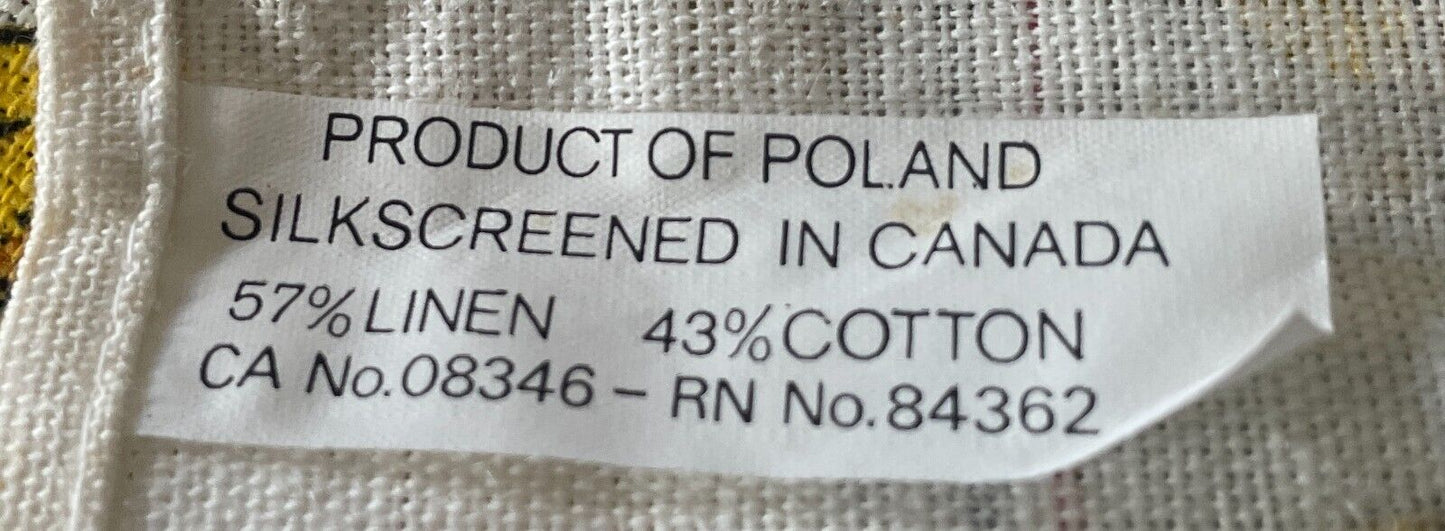 PRODUCT OF POLAND
SILKSCREENED IN CANADA
57% LINEN 43% COTTON
CA No. 08346 – RN No. 84362